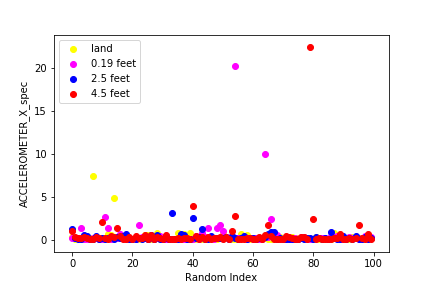 land
0.19 feet
2.5 feet
4.5 feet
ACCELEROMETER_X_spec
20
15
10
5
0
0
20
40
60
80
100
Random Index